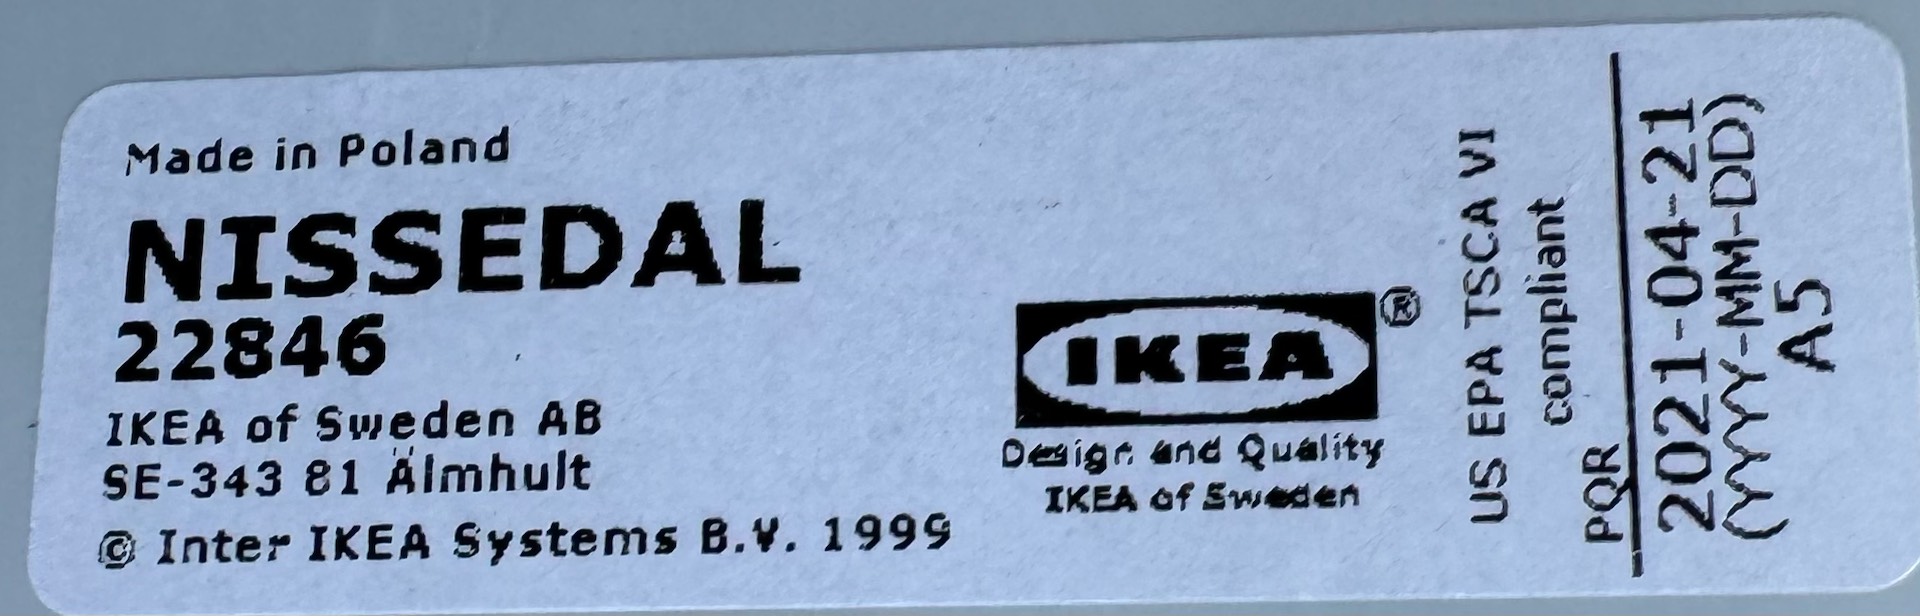 Made in Poland
NISSEDAL
22846
IKEA of Sweden AB
SE-343 81 Älmhult
© Inter IKEA Systems B.V. 1999
IKEA®
Design and Quality
IKEA of Sweden
US EPA TSCA VI
compliant
PQR
2021-04-21
(YYYY-MM-DD)
A5